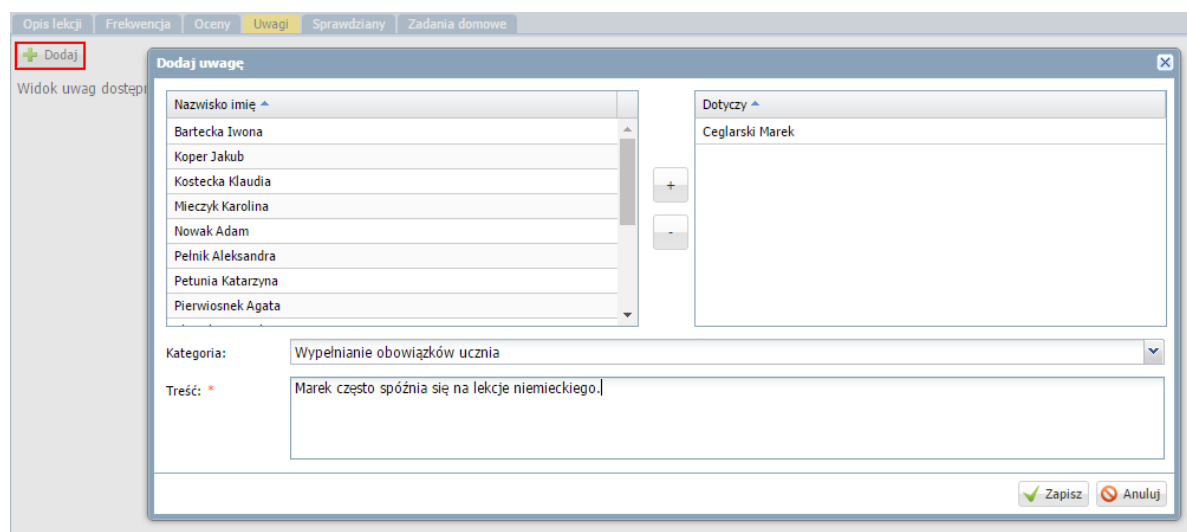 Opis lekcji Frekwencja Oceny Uwagi Sprawdziany Zadania domowe
Dodaj
Dodaj uwagę
Widok uwag
Nazwisko imię
Dotyczy
Bartecka Iwona
Ceglarski Marek
Koper Jakub
Kostecka Klaudia
+
Mieczyk Karolina
Nowak Adam
-
Pełnik Aleksandra
Petunia Katarzyna
Pierwiosnek Agata
Kategoria: Wypełnianie obowiązków ucznia
Treść: * Marek często spóźnia się na lekcje niemieckiego.
Zapisz Anuluj